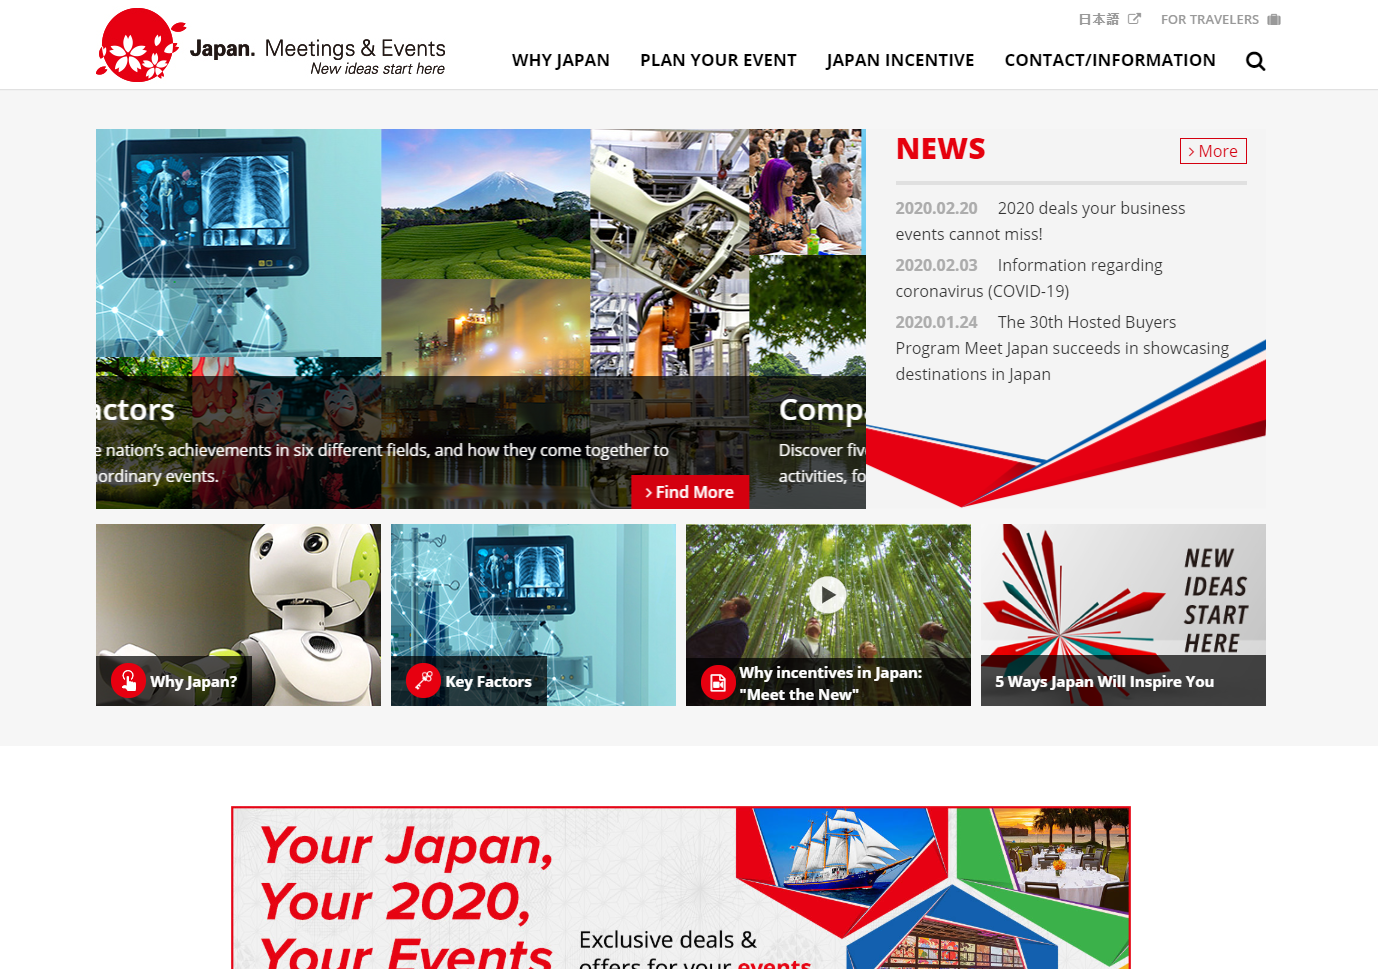 日本語
FOR TRAVELERS
Japan. Meetings & Events
New ideas start here
WHY JAPAN
PLAN YOUR EVENT
JAPAN INCENTIVE
CONTACT/INFORMATION
actors
e nation's achievements in six different fields, and how they come together to
aordinary events.
Find More
Comp
Discover fiv
activities, fo
NEWS
More
2020.02.20 2020 deals your business
events cannot miss!
2020.02.03 Information regarding
coronavirus (COVID-19)
2020.01.24 The 30th Hosted Buyers
Program Meet Japan succeeds in showcasing
destinations in Japan
Why Japan?
Key Factors
Why incentives in Japan:
"Meet the New"
NEW
IDEAS
START
HERE
5 Ways Japan Will Inspire You
Your Japan,
Your 2020,
Your Events
Exclusive deals &
offers for your events